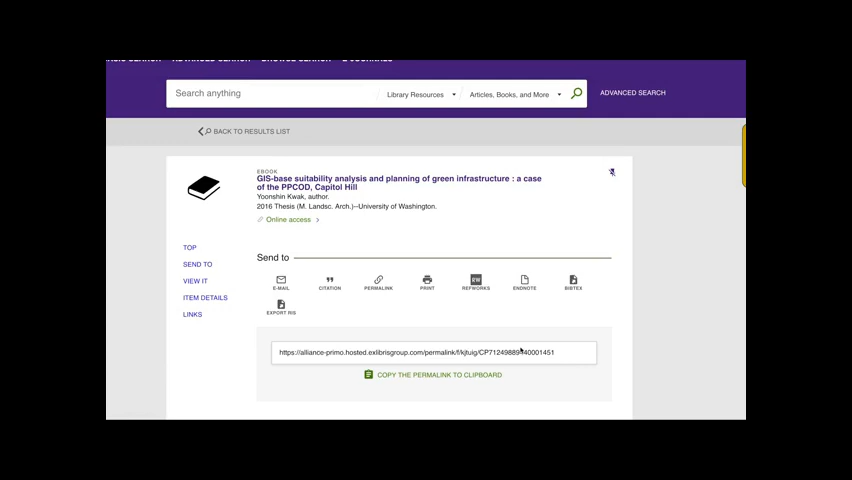 ADVANCED SEARCH
Search anything
Library Resources
Articles, Books, and More
ADVANCED SEARCH
BACK TO RESULTS LIST
EBOOK
GIS-base suitability analysis and planning of green infrastructure : a case
of the PPCOD, Capitol Hill
Yoonshin Kwak, author.
2016 Thesis (M. Landsc. Arch.)--University of Washington.
Online access
TOP
SEND TO
VIEW IT
ITEM DETAILS
LINKS
Send to
E-MAIL
CITATION
PERMALINK
PRINT
RW
REFWORKS
ENDNOTE
BIBTEX
EXPORT RIS
COPY THE PERMALINK TO CLIPBOARD